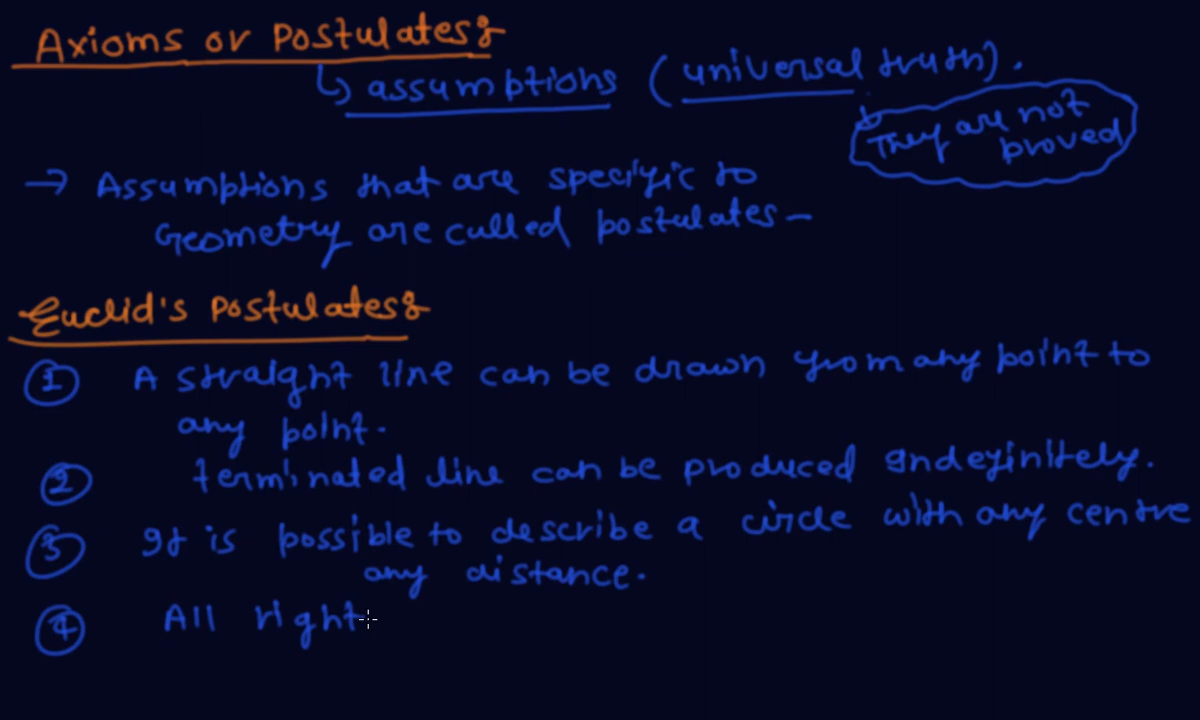 Axioms or Postulates
↳ assumptions (universal truth).
They are not
proved
→ Assumptions that are specific to
Geometry are called postulates-
Euclid's Postulates
① A straight line can be drawn from any point to
any point.
② terminated line can be produced indefinitely.
③ It is possible to describe a circle with any centre
any distance.
④ All right